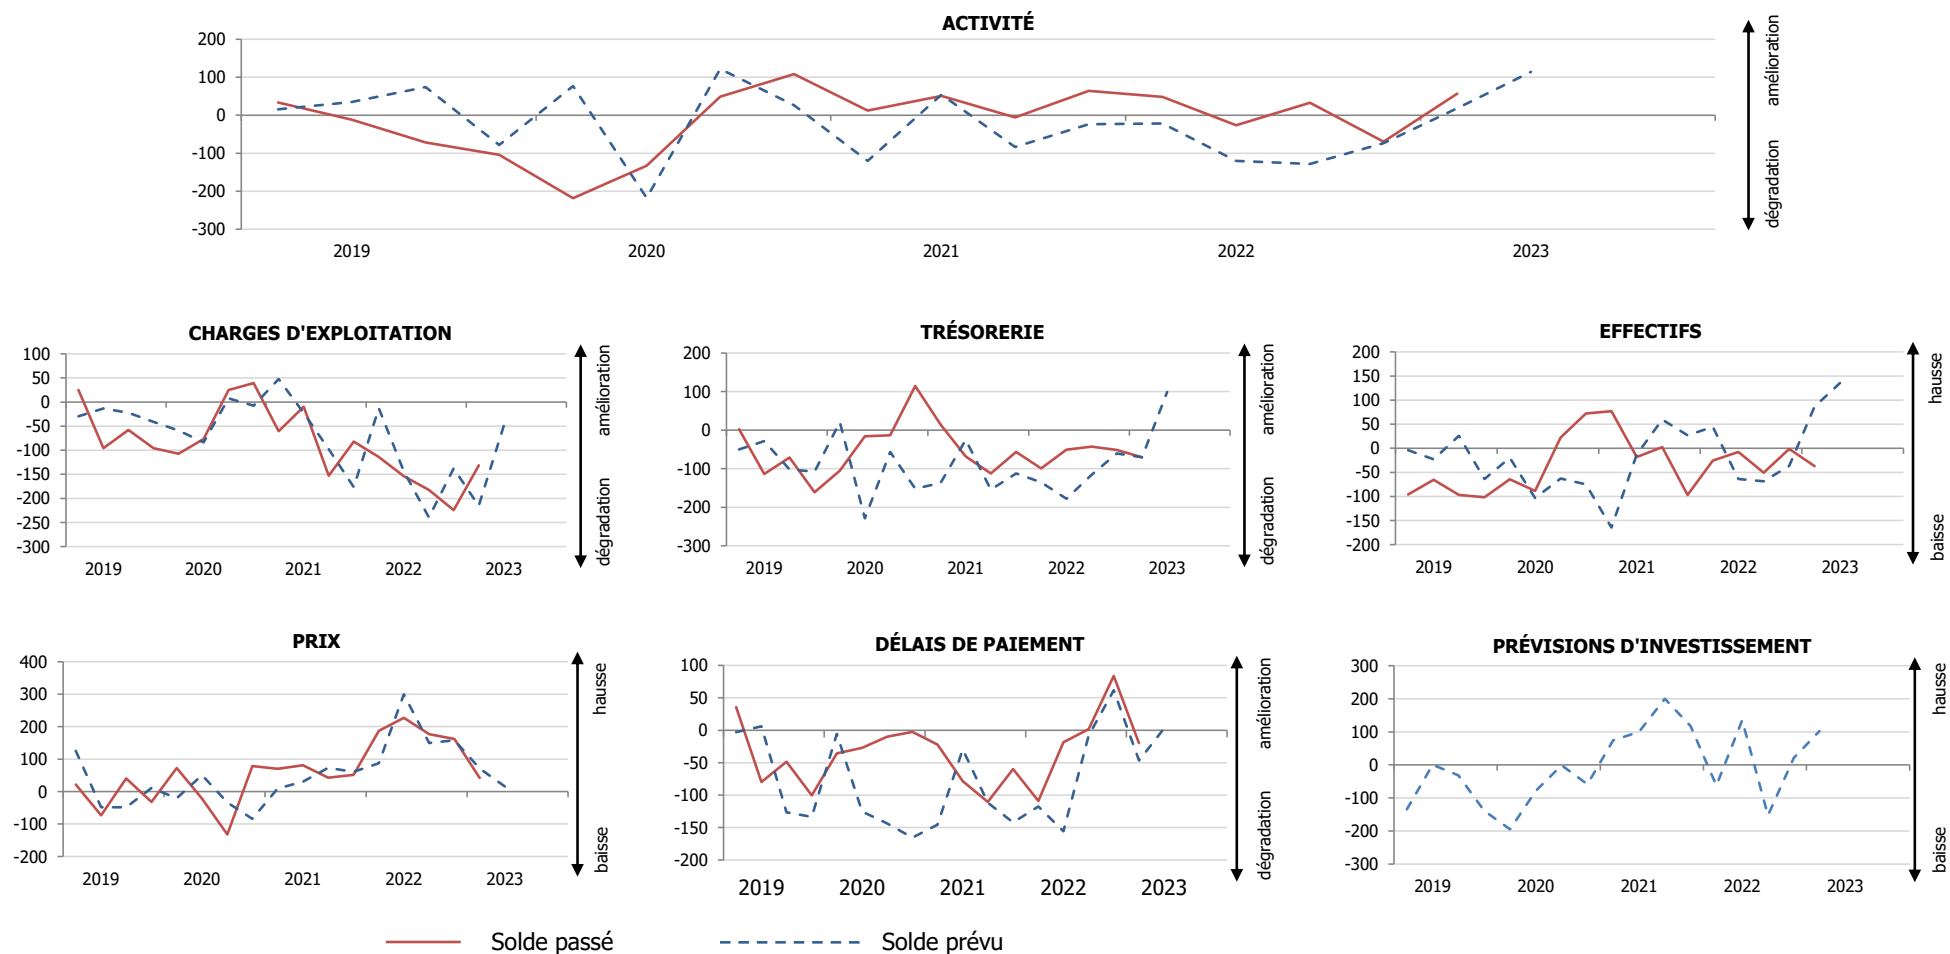 ACTIVITÉ
200
100
0
-100
-200
-300
2019 2020 2021 2022 2023
amélioration
dégradation
CHARGES D'EXPLOITATION
100
50
0
-50
-100
-150
-200
-250
-300
2019 2020 2021 2022 2023
amélioration
dégradation
TRÉSORERIE
200
100
0
-100
-200
-300
2019 2020 2021 2022 2023
amélioration
dégradation
EFFECTIFS
200
150
100
50
0
-50
-100
-150
-200
2019 2020 2021 2022 2023
hausse
baisse
PRIX
400
300
200
100
0
-100
-200
2019 2020 2021 2022 2023
hausse
baisse
DÉLAIS DE PAIEMENT
100
50
0
-50
-100
-150
-200
2019 2020 2021 2022 2023
amélioration
dégradation
PRÉVISIONS D'INVESTISSEMENT
300
200
100
0
-100
-200
-300
2019 2020 2021 2022 2023
hausse
baisse
Solde passé Solde prévu